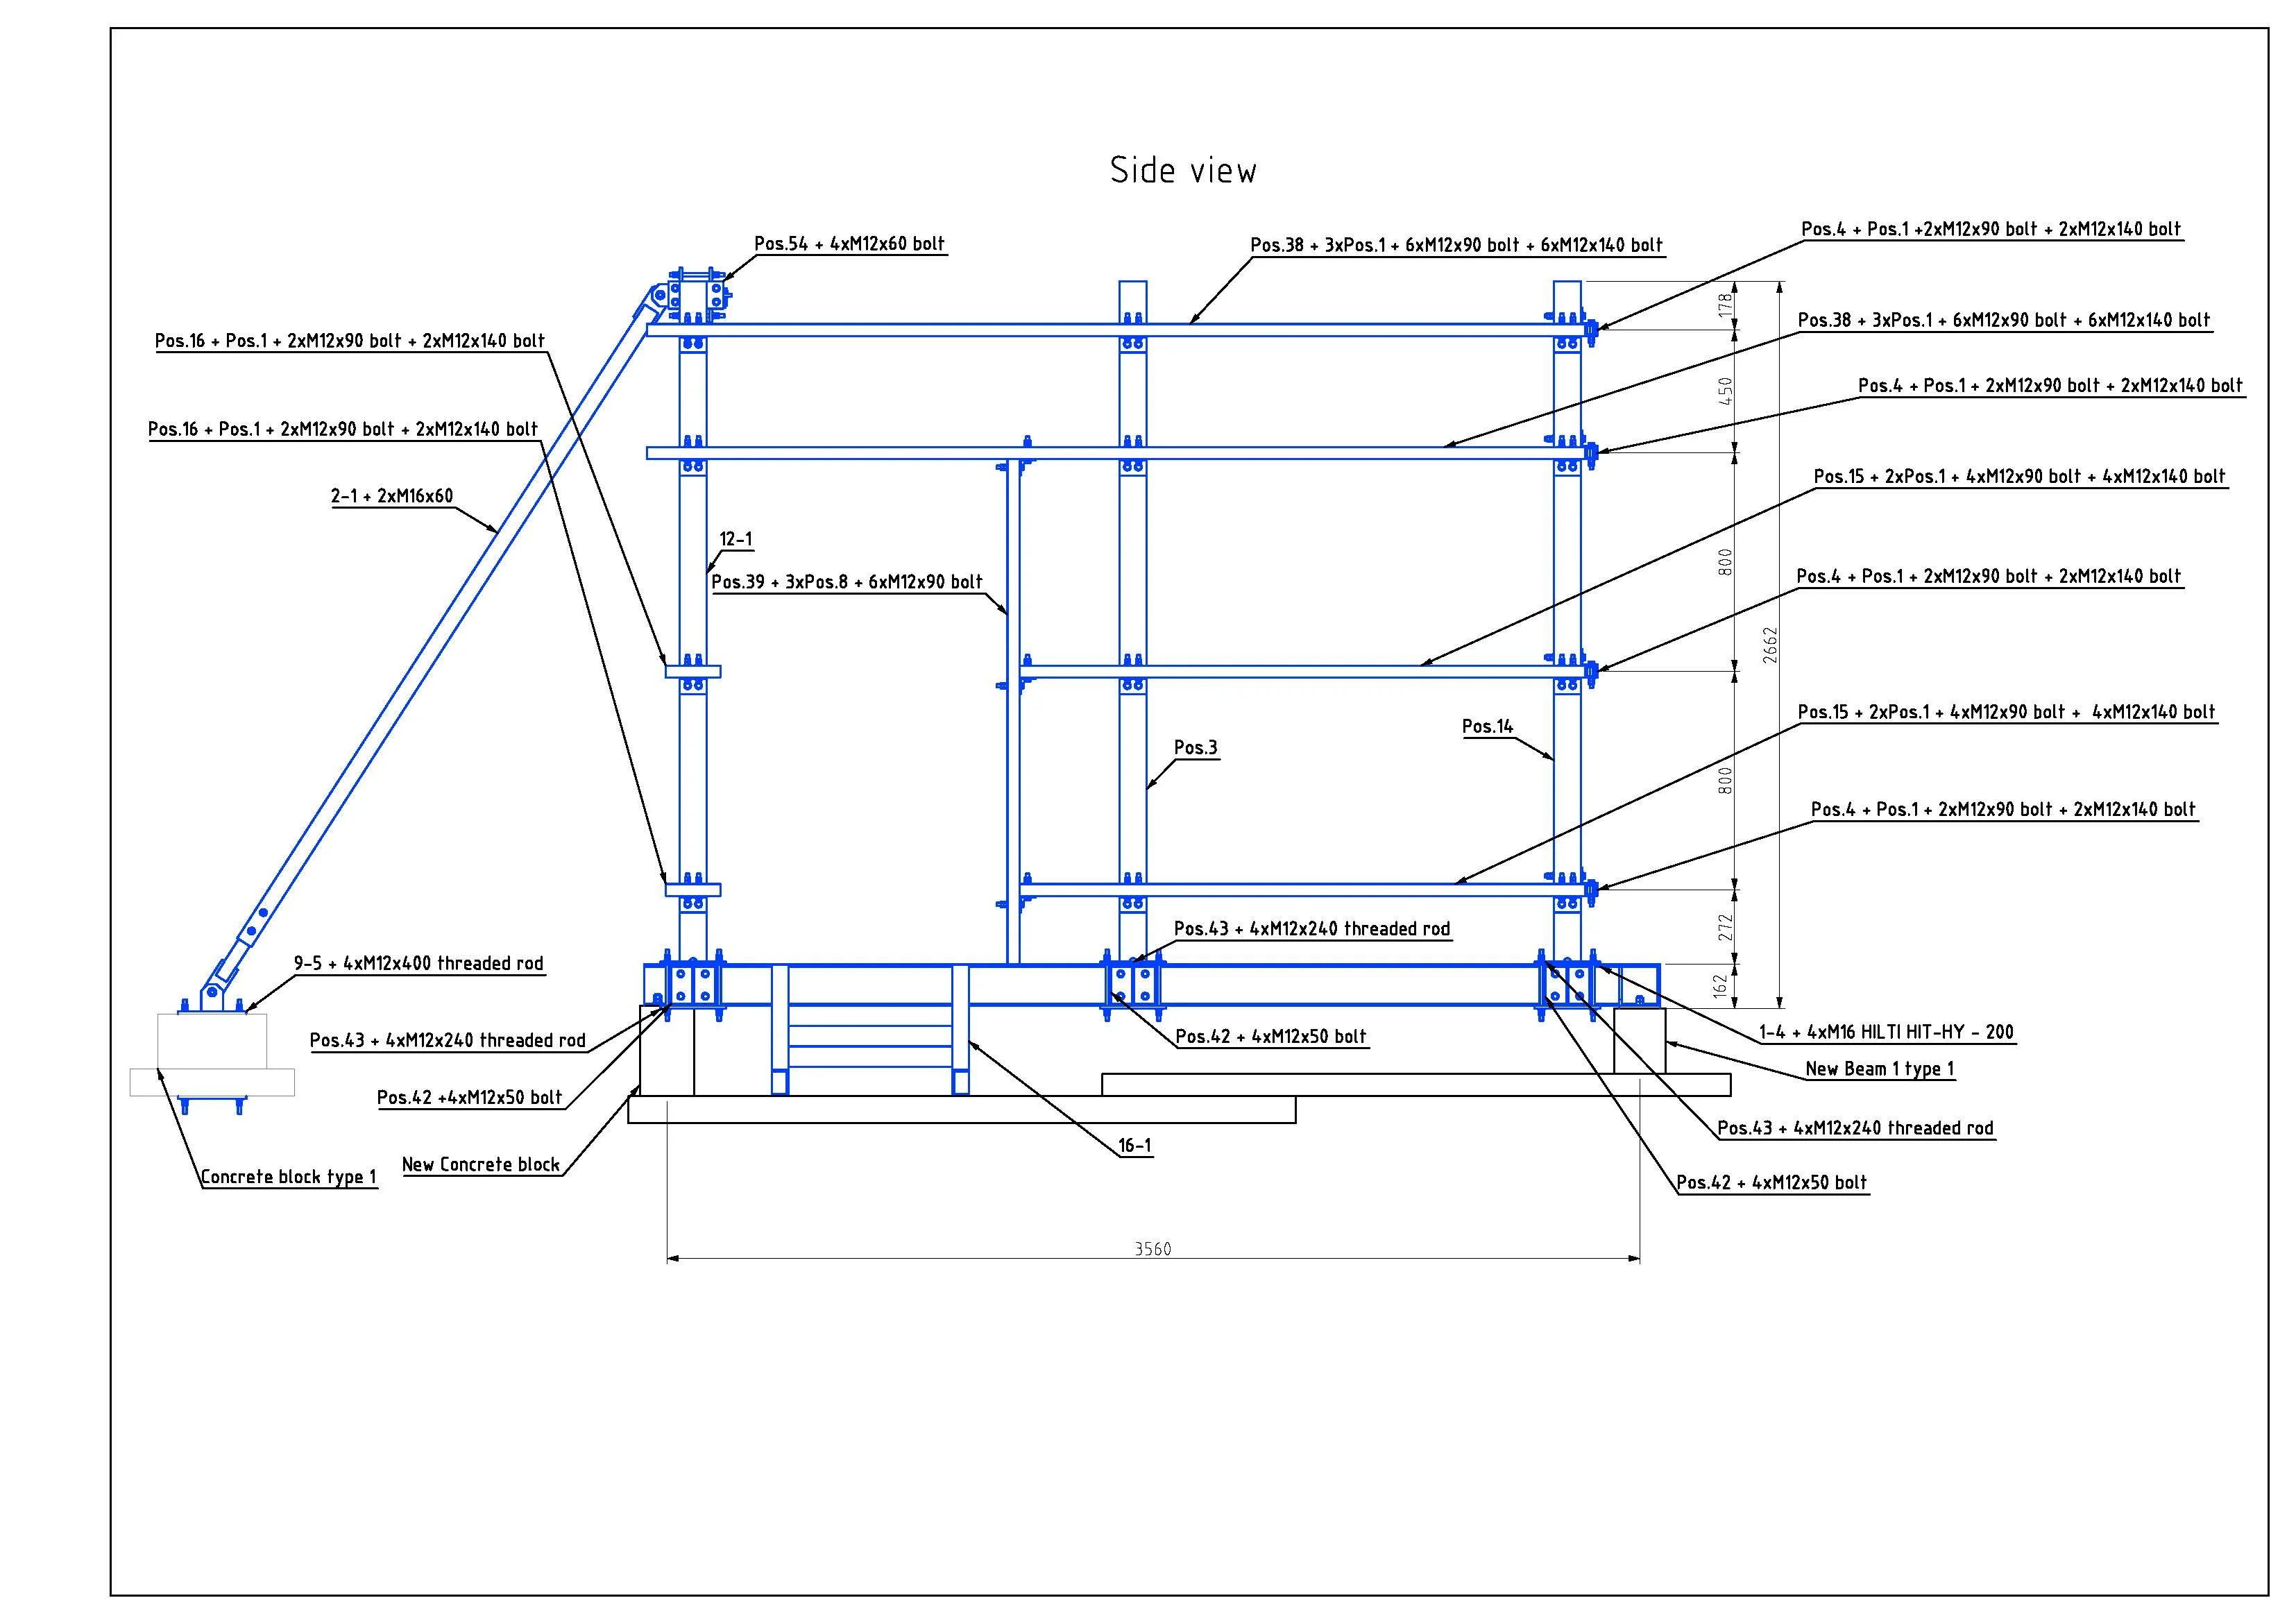 Side view
Pos.4 + Pos.1 +2xM12x90 bolt + 2xM12x140 bolt
Pos.54 + 4xM12x60 bolt
Pos.38 + 3xPos.1 + 6xM12x90 bolt + 6xM12x140 bolt
178
Pos.38 + 3xPos.1 + 6xM12x90 bolt + 6xM12x140 bolt
Pos.16 + Pos.1 + 2xM12x90 bolt + 2xM12x140 bolt
450
Pos.4 + Pos.1 + 2xM12x90 bolt + 2xM12x140 bolt
Pos.16 + Pos.1 + 2xM12x90 bolt + 2xM12x140 bolt
Pos.15 + 2xPos.1 + 4xM12x90 bolt + 4xM12x140 bolt
2-1 + 2xM16x60
12-1
800
Pos.39 + 3xPos.8 + 6xM12x90 bolt
Pos.4 + Pos.1 + 2xM12x90 bolt + 2xM12x140 bolt
2662
Pos.15 + 2xPos.1 + 4xM12x90 bolt + 4xM12x140 bolt
Pos.14
Pos.3
800
Pos.4 + Pos.1 + 2xM12x90 bolt + 2xM12x140 bolt
272
Pos.43 + 4xM12x240 threaded rod
9-5 + 4xM12x400 threaded rod
162
1-4 + 4xM16 HILTI HIT-HY - 200
Pos.43 + 4xM12x240 threaded rod
Pos.42 + 4xM12x50 bolt
New Beam 1 type 1
Pos.42 +4xM12x50 bolt
Pos.43 + 4xM12x240 threaded rod
16-1
New Concrete block
Concrete block type 1
Pos.42 + 4xM12x50 bolt
3560